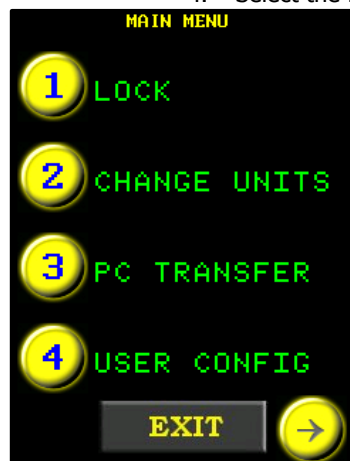 MAIN MENU
1 LOCK
2 CHANGE UNITS
3 PC TRANSFER
4 USER CONFIG
EXIT →